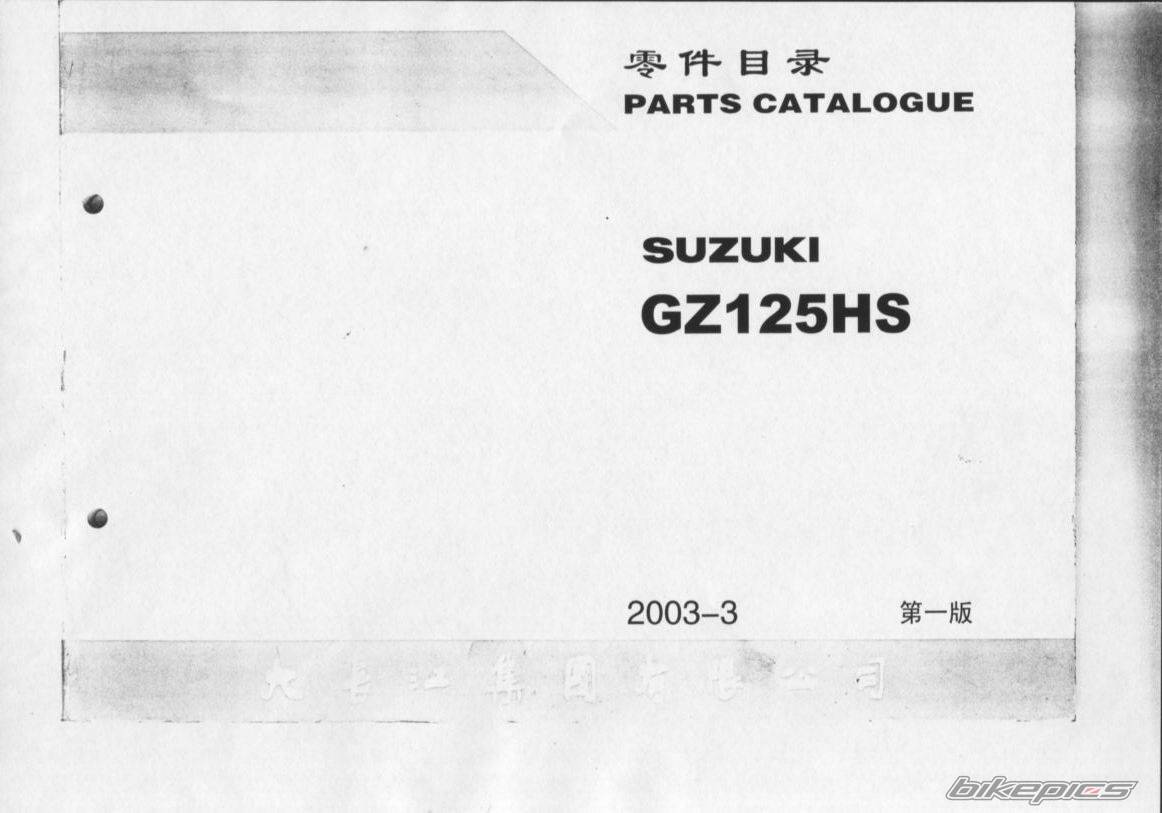 零件目录
PARTS CATALOGUE
SUZUKI
GZ125HS
2003-3 第一版
大长江集团有限公司
bikepics